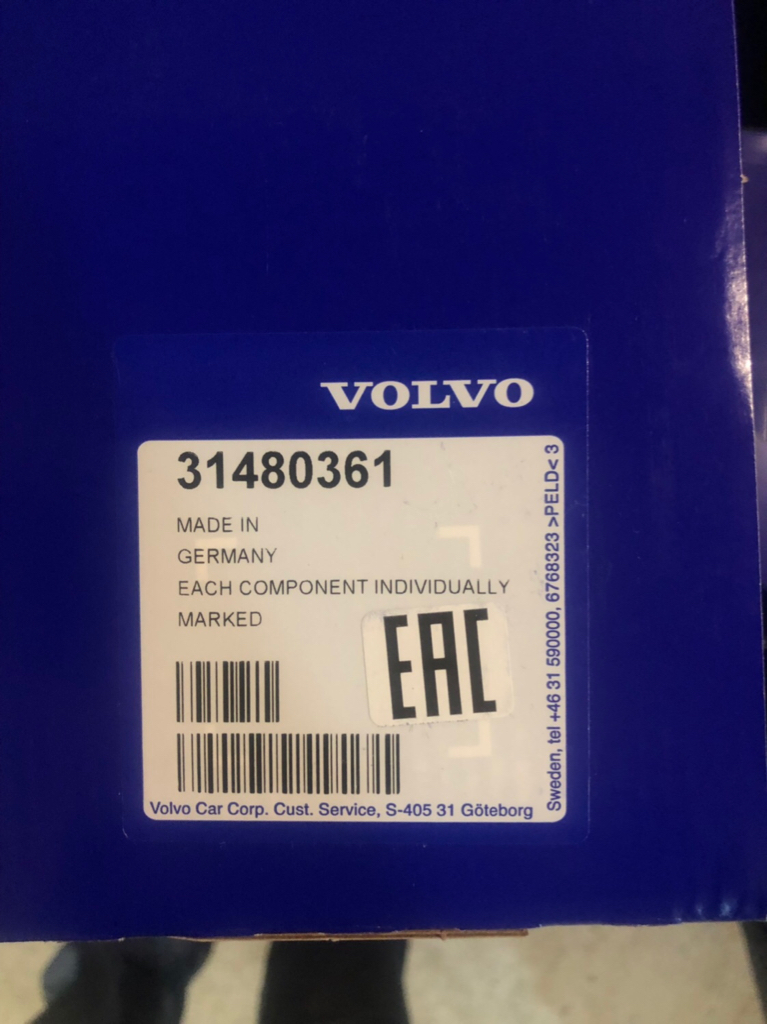 VOLVO
31480361
MADE IN
GERMANY
EACH COMPONENT INDIVIDUALLY
MARKED
EAC
Volvo Car Corp. Cust. Service, S-405 31 Göteborg
Sweden, tel +46 31 590000, 6768323 >PELD< 3